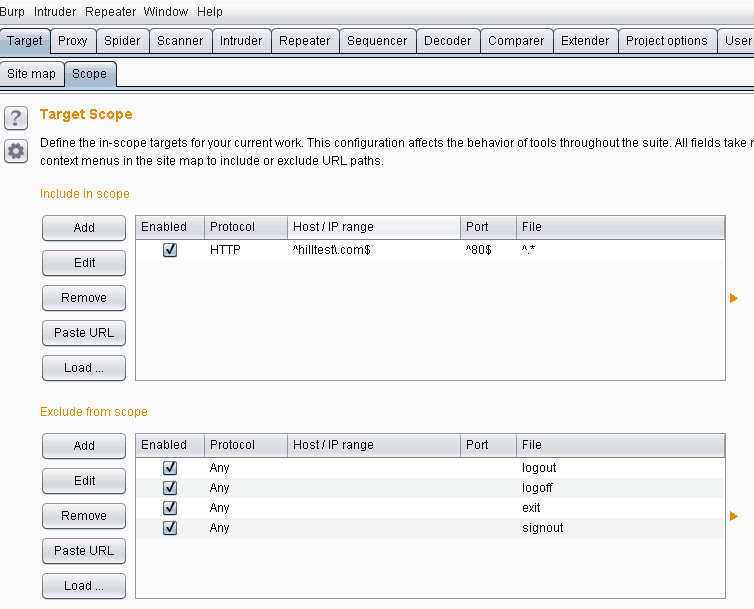 Burp Intruder Repeater Window Help
Target Proxy Spider Scanner Intruder Repeater Sequencer Decoder Comparer Extender Project options User
Site map Scope
? Target Scope
Define the in-scope targets for your current work. This configuration affects the behavior of tools throughout the suite. All fields take
context menus in the site map to include or exclude URL paths.
Include in scope
Add Enabled Protocol Host / IP range Port File
HTTP ^hilltest\.com$ ^80$ ^.*
Edit
Remove
Paste URL
Load ...
Exclude from scope
Add Enabled Protocol Host / IP range Port File
Any logout
Edit Any logoff
Remove Any exit
Any signout
Paste URL
Load ...